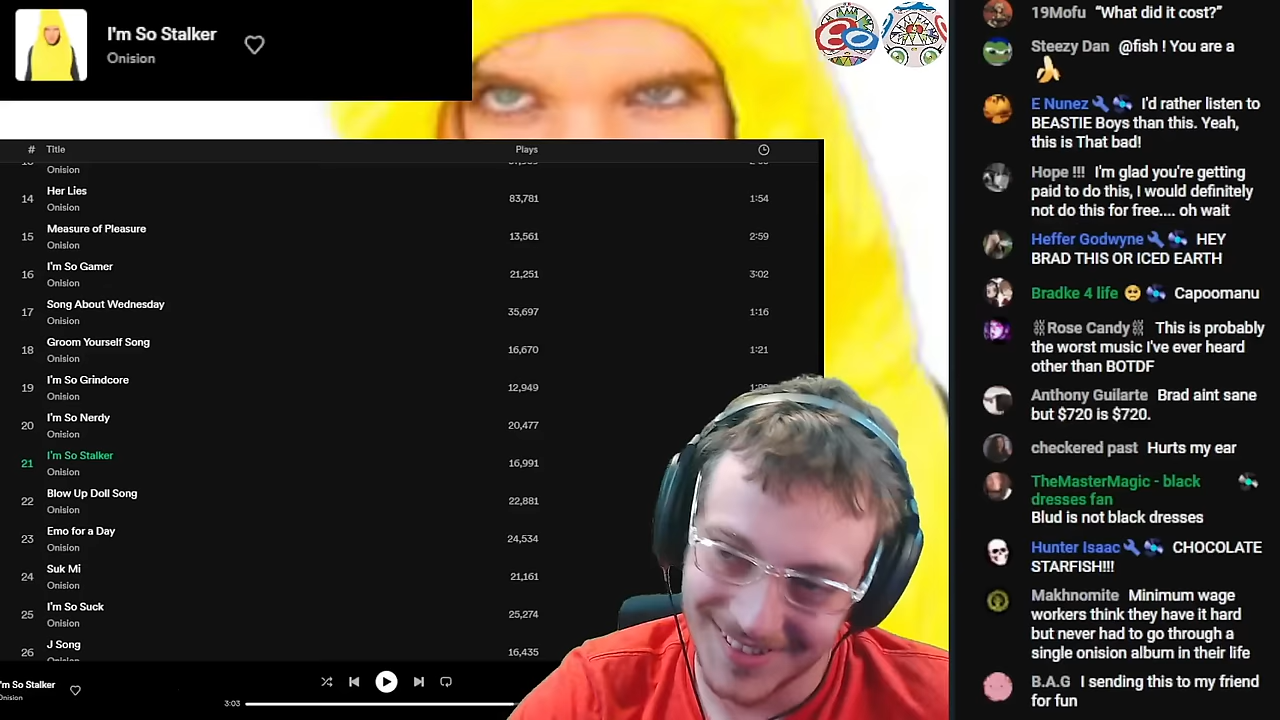 I'm So Stalker
Onision
# Title Plays
Onision
14 Her Lies 83,781 1:54
Onision
15 Measure of Pleasure 13,561 2:59
Onision
16 I'm So Gamer 21,251 3:02
Onision
17 Song About Wednesday 35,697 1:16
Onision
18 Groom Yourself Song 16,670 1:21
Onision
19 I'm So Grindcore 12,949
Onision
20 I'm So Nerdy 20,477
Onision
21 I'm So Stalker 16,991
Onision
22 Blow Up Doll Song 22,881
Onision
23 Emo for a Day 24,534
Onision
24 Suk Mi 21,161
Onision
25 I'm So Suck 25,274
Onision
26 J Song 16,435
'm So Stalker
Onision
3:03
19Mofu “What did it cost?”
Steezy Dan @fish ! You are a
🍌
E Nunez I'd rather listen to
BEASTIE Boys than this. Yeah,
this is That bad!
Hope !!! I'm glad you're getting
paid to do this, I would definitely
not do this for free.... oh wait
Heffer Godwyne HEY
BRAD THIS OR ICED EARTH
Bradke 4 life 🥺 Capoomanu
Rose Candy This is probably
the worst music I've ever heard
other than BOTDF
Anthony Guilarte Brad aint sane
but $720 is $720.
checkered past Hurts my ear
TheMasterMagic - black
dresses fan
Blud is not black dresses
Hunter Isaac CHOCOLATE
STARFISH!!!
Makhnomite Minimum wage
workers think they have it hard
but never had to go through a
single onision album in their life
B.A.G I sending this to my friend
for fun